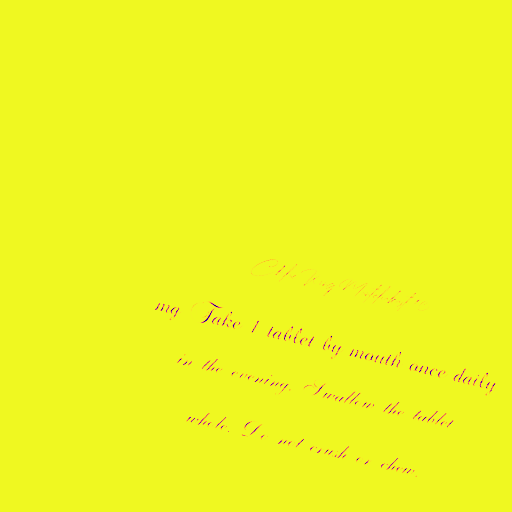 mg Take 1 tablet by mouth once daily
in the evening. Swallow the tablet
whole. Do not crush or chew.